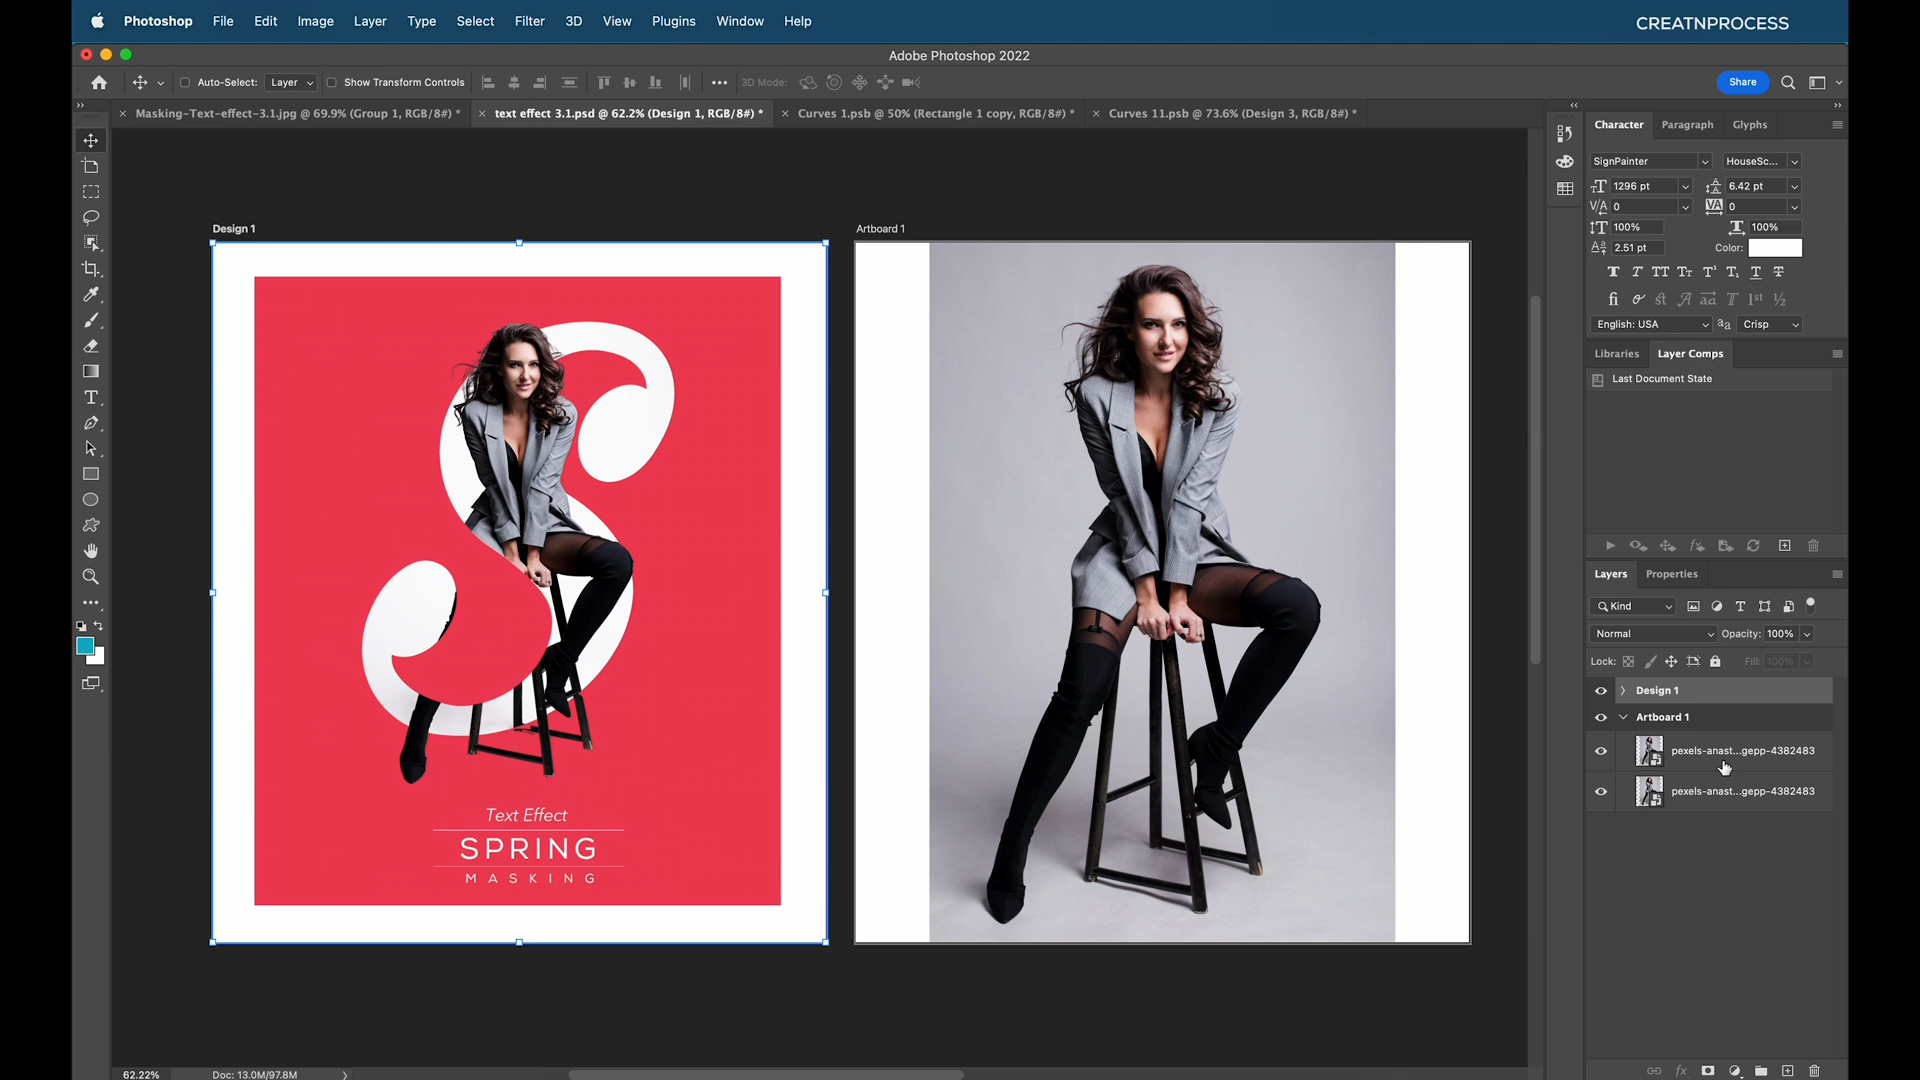 Photoshop File Edit Image Layer Type Select Filter 3D View Plugins Window Help
CREATNPROCESS
Adobe Photoshop 2022
Auto-Select: Layer Show Transform Controls 3D Mode: Share
Masking-Text-effect-3.1.jpg @ 69.9% (Group 1, RGB/8#) * text effect 3.1.psd @ 62.2% (Design 1, RGB/8#) * Curves 1.psb @ 50% (Rectangle 1 copy, RGB/8#) * Curves 11.psb @ 73.6% (Design 3, RGB/8#) *
Design 1
Artboard 1
Text Effect
SPRING
MASKING
Character Paragraph Glyphs
SignPainter HouseSc...
1296 pt 6.42 pt
0 0
100% 100%
2.51 pt Color:
English: USA Crisp
Libraries Layer Comps
Last Document State
Layers Properties
Kind
Normal Opacity: 100%
Lock: Fill: 100%
Design 1
Artboard 1
pexels-anast...gepp-4382483
pexels-anast...gepp-4382483
62.22% Doc: 13.0M/97.8M